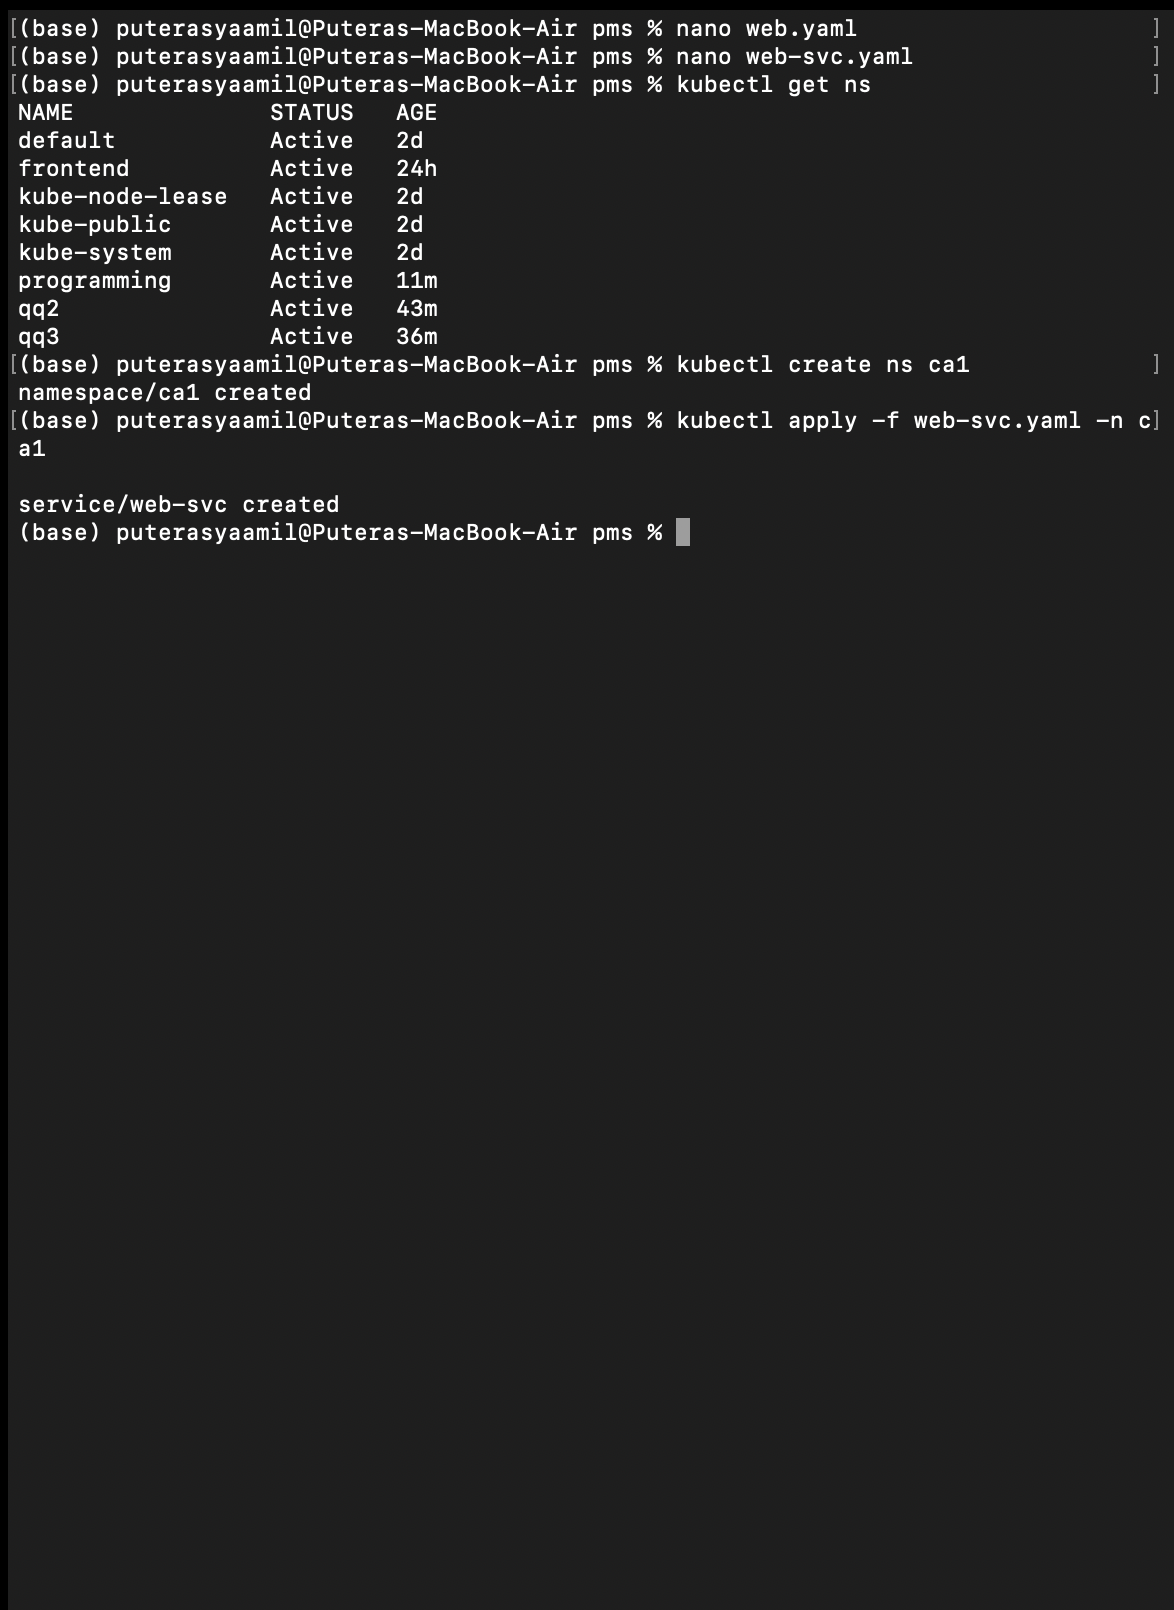 [(base) puterasyaamil@Puteras-MacBook-Air pms % nano web.yaml ]
[(base) puterasyaamil@Puteras-MacBook-Air pms % nano web-svc.yaml ]
[(base) puterasyaamil@Puteras-MacBook-Air pms % kubectl get ns ]
NAME STATUS AGE
default Active 2d
frontend Active 24h
kube-node-lease Active 2d
kube-public Active 2d
kube-system Active 2d
programming Active 11m
qq2 Active 43m
qq3 Active 36m
[(base) puterasyaamil@Puteras-MacBook-Air pms % kubectl create ns ca1 ]
namespace/ca1 created
[(base) puterasyaamil@Puteras-MacBook-Air pms % kubectl apply -f web-svc.yaml -n c]
a1
service/web-svc created
(base) puterasyaamil@Puteras-MacBook-Air pms %